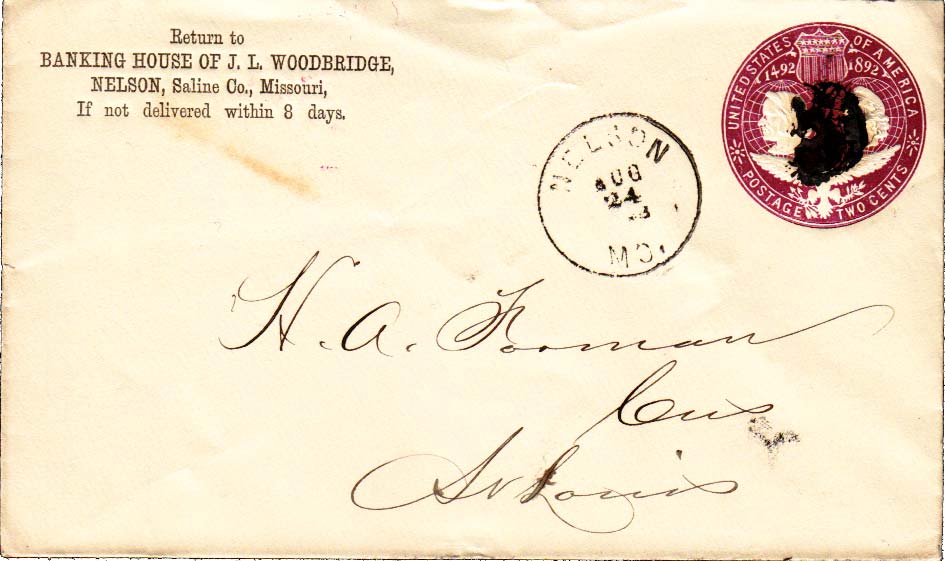 Return to
BANKING HOUSE OF J. L. WOODBRIDGE,
NELSON, Saline Co., Missouri,
If not delivered within 8 days.
UNITED STATES OF AMERICA
1492 1892
POSTAGE TWO CENTS
NELSON
AUG
24
3
MO.
H. A. Forman
St Louis